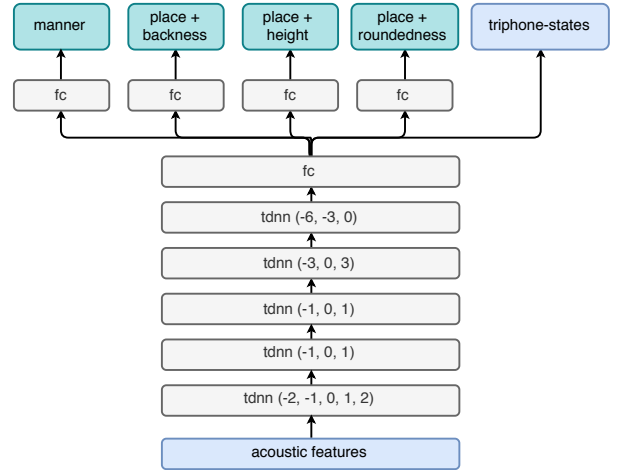 manner
place +
backness
place +
height
place +
roundedness
triphone-states
fc
fc
fc
fc
fc
tdnn (-6, -3, 0)
tdnn (-3, 0, 3)
tdnn (-1, 0, 1)
tdnn (-1, 0, 1)
tdnn (-2, -1, 0, 1, 2)
acoustic features